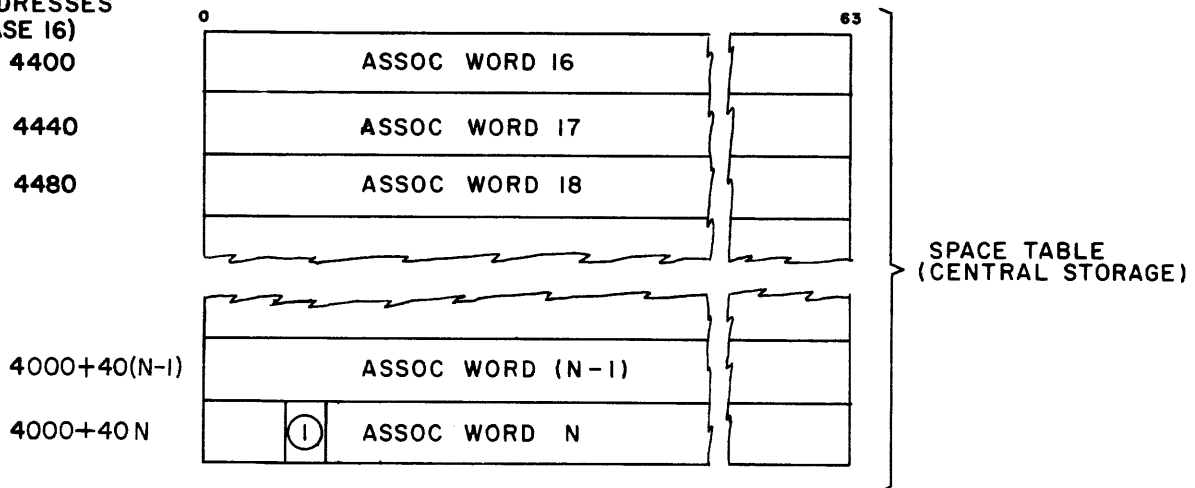 (BASE 16)
0 63
4400 ASSOC WORD 16
4440 ASSOC WORD 17
4480 ASSOC WORD 18
SPACE TABLE
(CENTRAL STORAGE)
4000+40(N-1) ASSOC WORD (N-1)
4000+40N 1 ASSOC WORD N